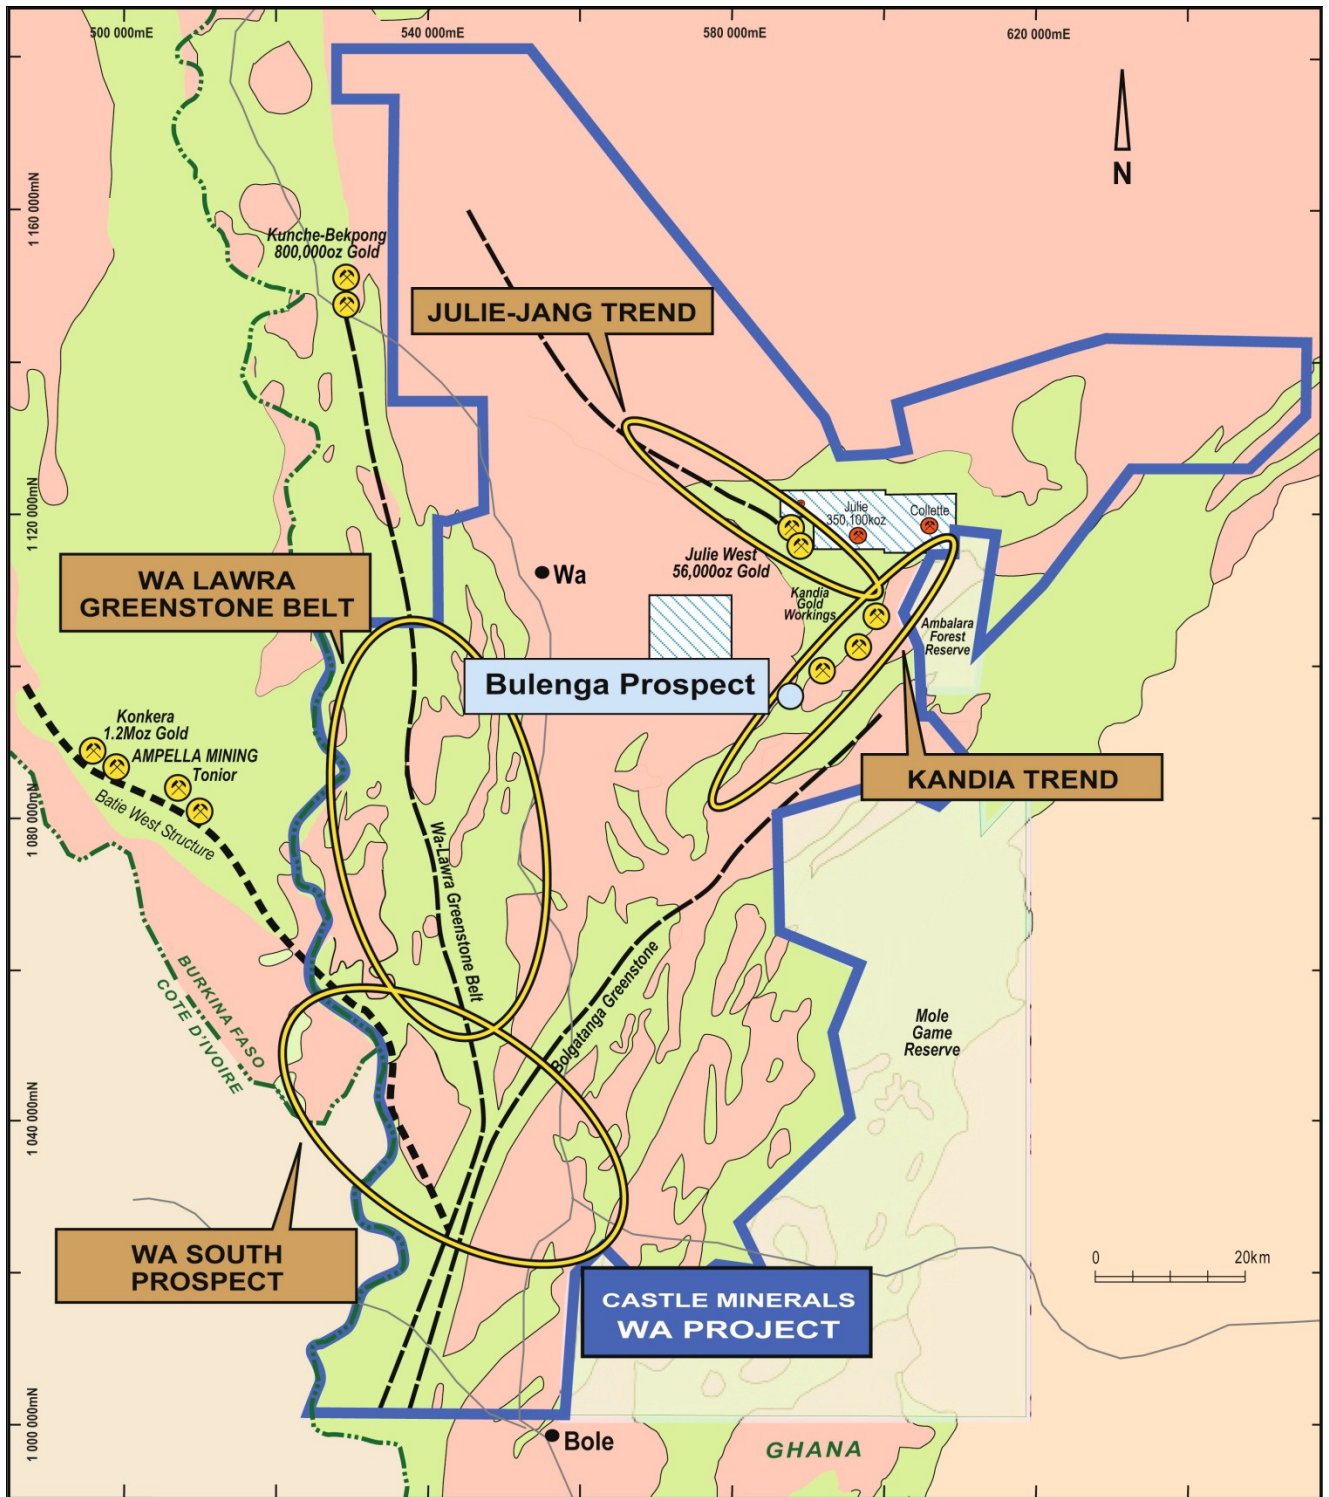 500 000mE
540 000mE
580 000mE
620 000mE
N
1 160 000mN
Kunche-Bekpong
800,000oz Gold
JULIE-JANG TREND
1 120 000mN
Julie
350,100koz
Collette
Julie West
56,000oz Gold
Wa
WA LAWRA
GREENSTONE BELT
Kandia
Gold
Workings
Ambalara
Forest
Reserve
Bulenga Prospect
Konkera
1.2Moz Gold
AMPELLA MINING
Tonior
Batie West Structure
KANDIA TREND
1 080 000mN
Wa-Lawra Greenstone Belt
Bolgatanga Greenstone
BURKINA FASO
COTE D'IVOIRE
Mole
Game
Reserve
1 040 000mN
WA SOUTH
PROSPECT
0 20km
CASTLE MINERALS
WA PROJECT
1 000 000mN
Bole
GHANA